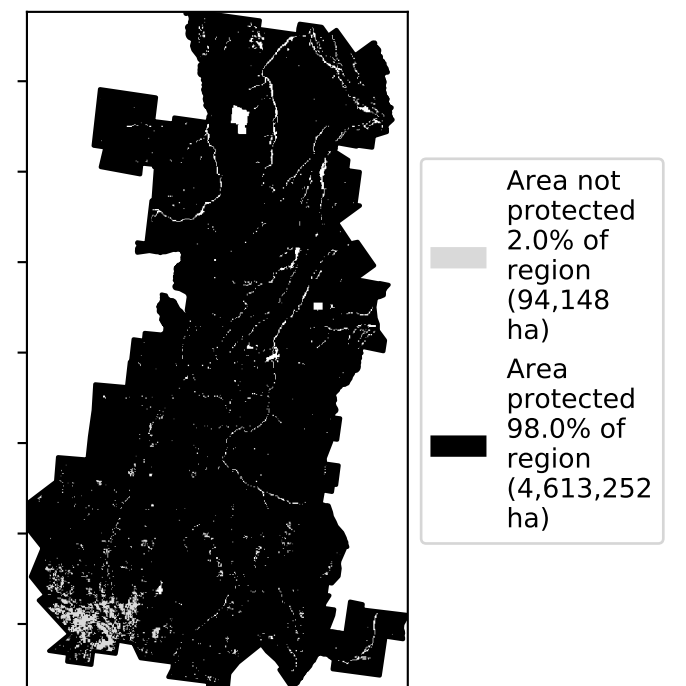 Area not
protected
2.0% of
region
(94,148
ha)
Area
protected
98.0% of
region
(4,613,252
ha)